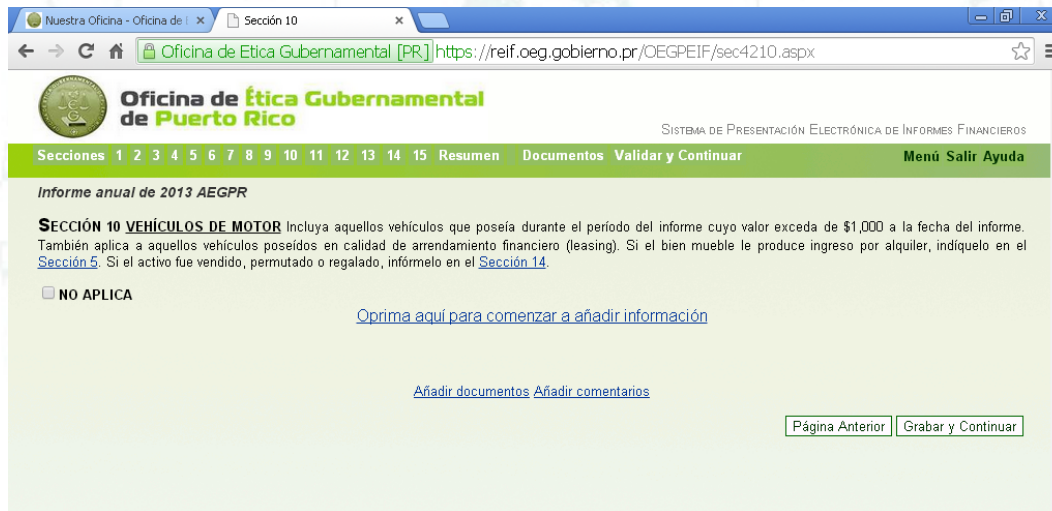 Nuestra Oficina - Oficina de
Sección 10
Oficina de Etica Gubernamental [PR] https://reif.oeg.gobierno.pr/OEGPEIF/sec4210.aspx
Oficina de Ética Gubernamental
de Puerto Rico
SISTEMA DE PRESENTACIÓN ELECTRÓNICA DE INFORMES FINANCIEROS
Secciones 1 2 3 4 5 6 7 8 9 10 11 12 13 14 15 Resumen Documentos Validar y Continuar Menú Salir Ayuda
Informe anual de 2013 AEGPR
SECCIÓN 10 VEHÍCULOS DE MOTOR Incluya aquellos vehículos que poseía durante el período del informe cuyo valor exceda de $1,000 a la fecha del informe.
También aplica a aquellos vehículos poseídos en calidad de arrendamiento financiero (leasing). Si el bien mueble le produce ingreso por alquiler, indíquelo en el
Sección 5. Si el activo fue vendido, permutado o regalado, infórmelo en el Sección 14.
NO APLICA
Oprima aquí para comenzar a añadir información
Añadir documentos Añadir comentarios
Página Anterior Grabar y Continuar